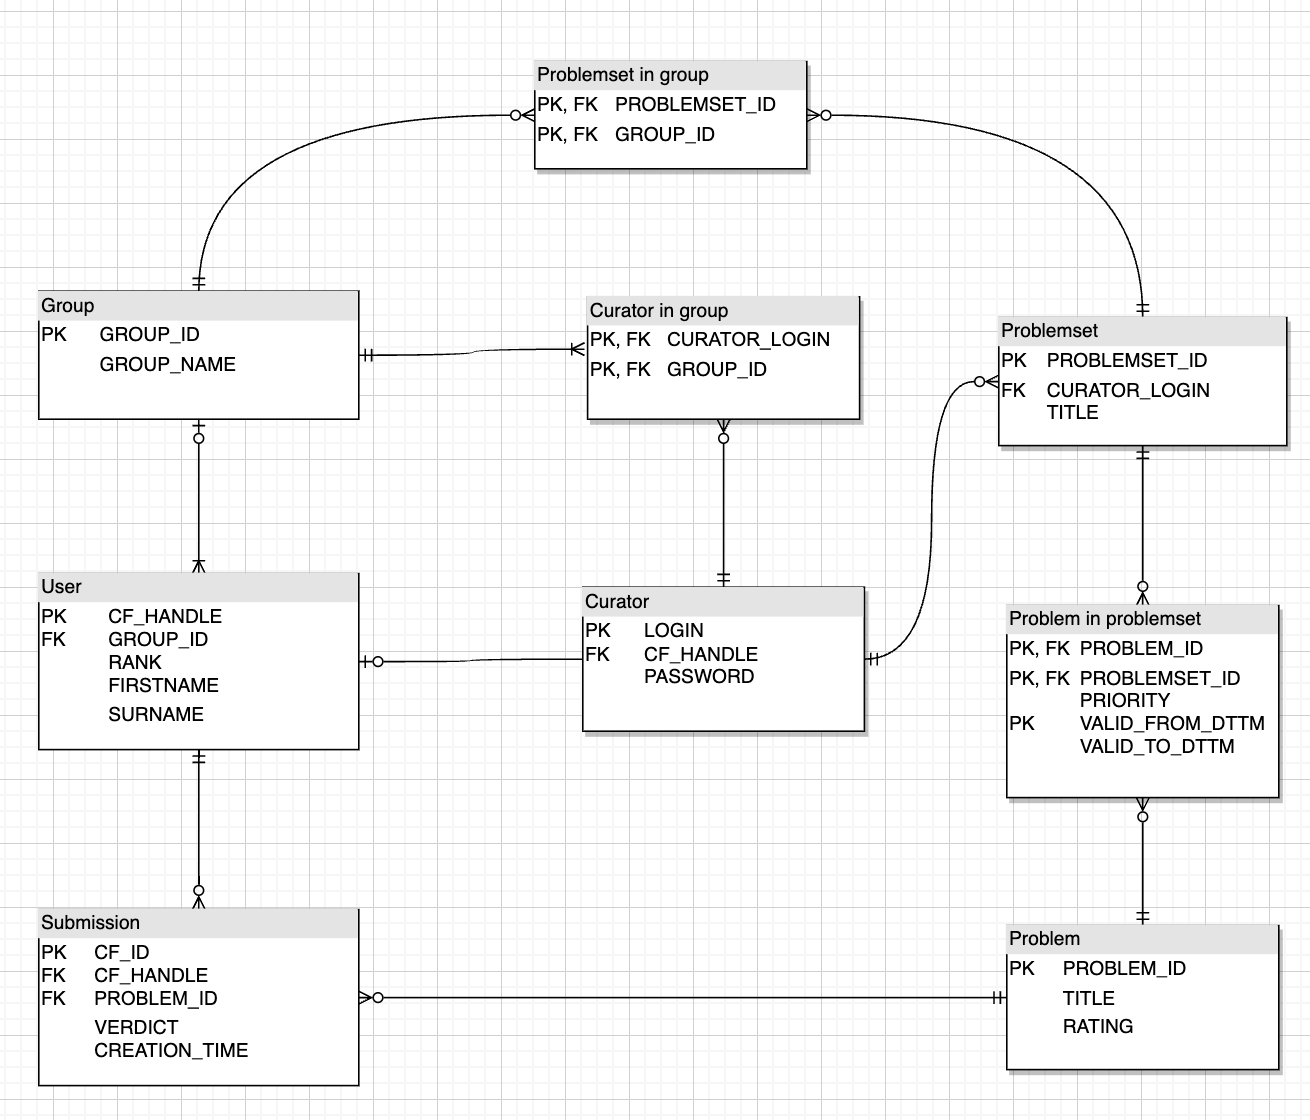 Problemset in group
PK, FK PROBLEMSET_ID
PK, FK GROUP_ID
Group
PK GROUP_ID
GROUP_NAME
Curator in group
PK, FK CURATOR_LOGIN
PK, FK GROUP_ID
Problemset
PK PROBLEMSET_ID
FK CURATOR_LOGIN
TITLE
User
PK CF_HANDLE
FK GROUP_ID
RANK
FIRSTNAME
SURNAME
Curator
PK LOGIN
FK CF_HANDLE
PASSWORD
Problem in problemset
PK, FK PROBLEM_ID
PK, FK PROBLEMSET_ID
PRIORITY
PK VALID_FROM_DTTM
VALID_TO_DTTM
Submission
PK CF_ID
FK CF_HANDLE
FK PROBLEM_ID
VERDICT
CREATION_TIME
Problem
PK PROBLEM_ID
TITLE
RATING